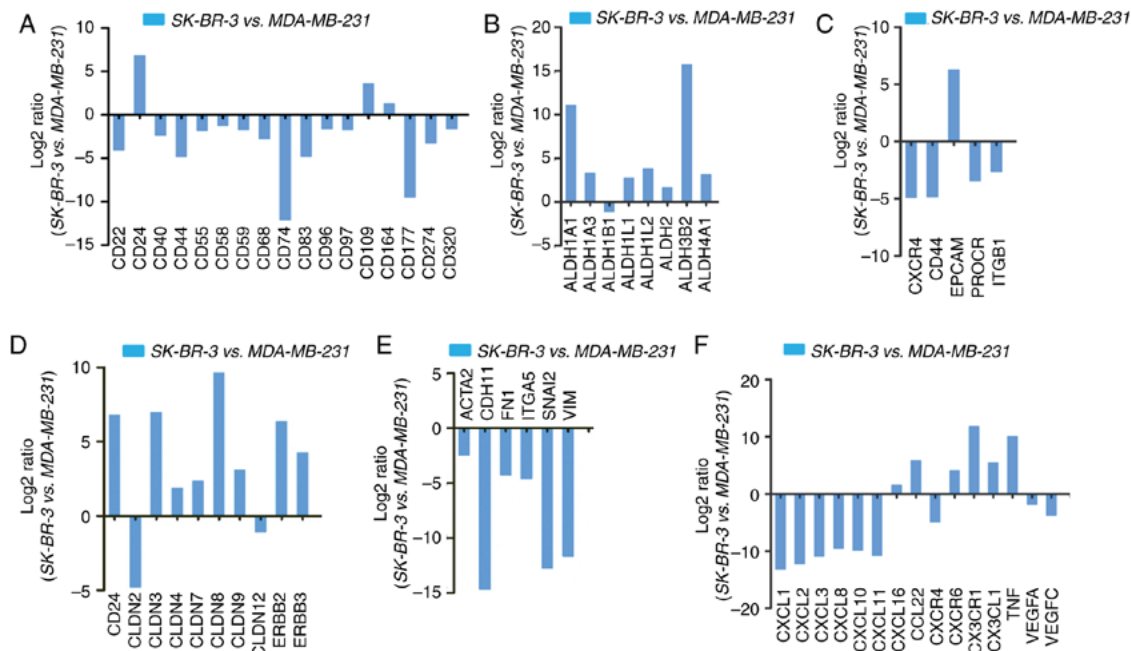 A
SK-BR-3 vs. MDA-MB-231
Log2 ratio
(SK-BR-3 vs. MDA-MB-231)
10
5
0
−5
−10
−15
CD22
CD24
CD40
CD44
CD55
CD58
CD59
CD68
CD74
CD83
CD96
CD97
CD109
CD164
CD177
CD274
CD320
B
SK-BR-3 vs. MDA-MB-231
Log2 ratio
(SK-BR-3 vs. MDA-MB-231)
20
15
10
5
0
−5
ALDH1A1
ALDH1A3
ALDH1B1
ALDH1L1
ALDH1L2
ALDH2
ALDH3B2
ALDH4A1
C
SK-BR-3 vs. MDA-MB-231
Log2 ratio
(SK-BR-3 vs. MDA-MB-231)
10
5
0
−5
−10
CXCR4
CD44
EPCAM
PROCR
ITGB1
D
SK-BR-3 vs. MDA-MB-231
Log2 ratio
(SK-BR-3 vs. MDA-MB-231)
10
5
0
−5
CD24
CLDN2
CLDN3
CLDN4
CLDN7
CLDN8
CLDN9
CLDN12
ERBB2
ERBB3
E
SK-BR-3 vs. MDA-MB-231
Log2 ratio
(SK-BR-3 vs. MDA-MB-231)
5
0
−5
−10
−15
ACTA2
CDH11
FN1
ITGA5
SNAI2
VIM
F
SK-BR-3 vs. MDA-MB-231
Log2 ratio
(SK-BR-3 vs. MDA-MB-231)
20
10
0
−10
−20
CXCL1
CXCL2
CXCL3
CXCL8
CXCL10
CXCL11
CXCL16
CCL22
CXCR4
CXCR6
CX3CR1
CX3CL1
TNF
VEGFA
VEGFC